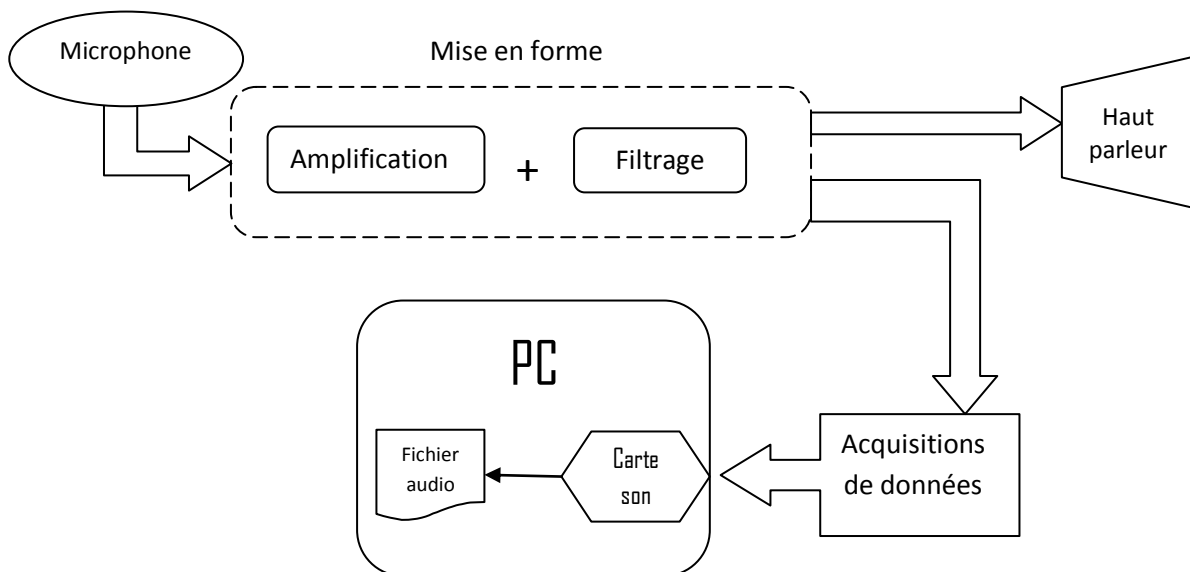 Microphone
Mise en forme
Amplification
+
Filtrage
Haut
parleur
PC
Fichier
audio
Carte
son
Acquisitions
de données